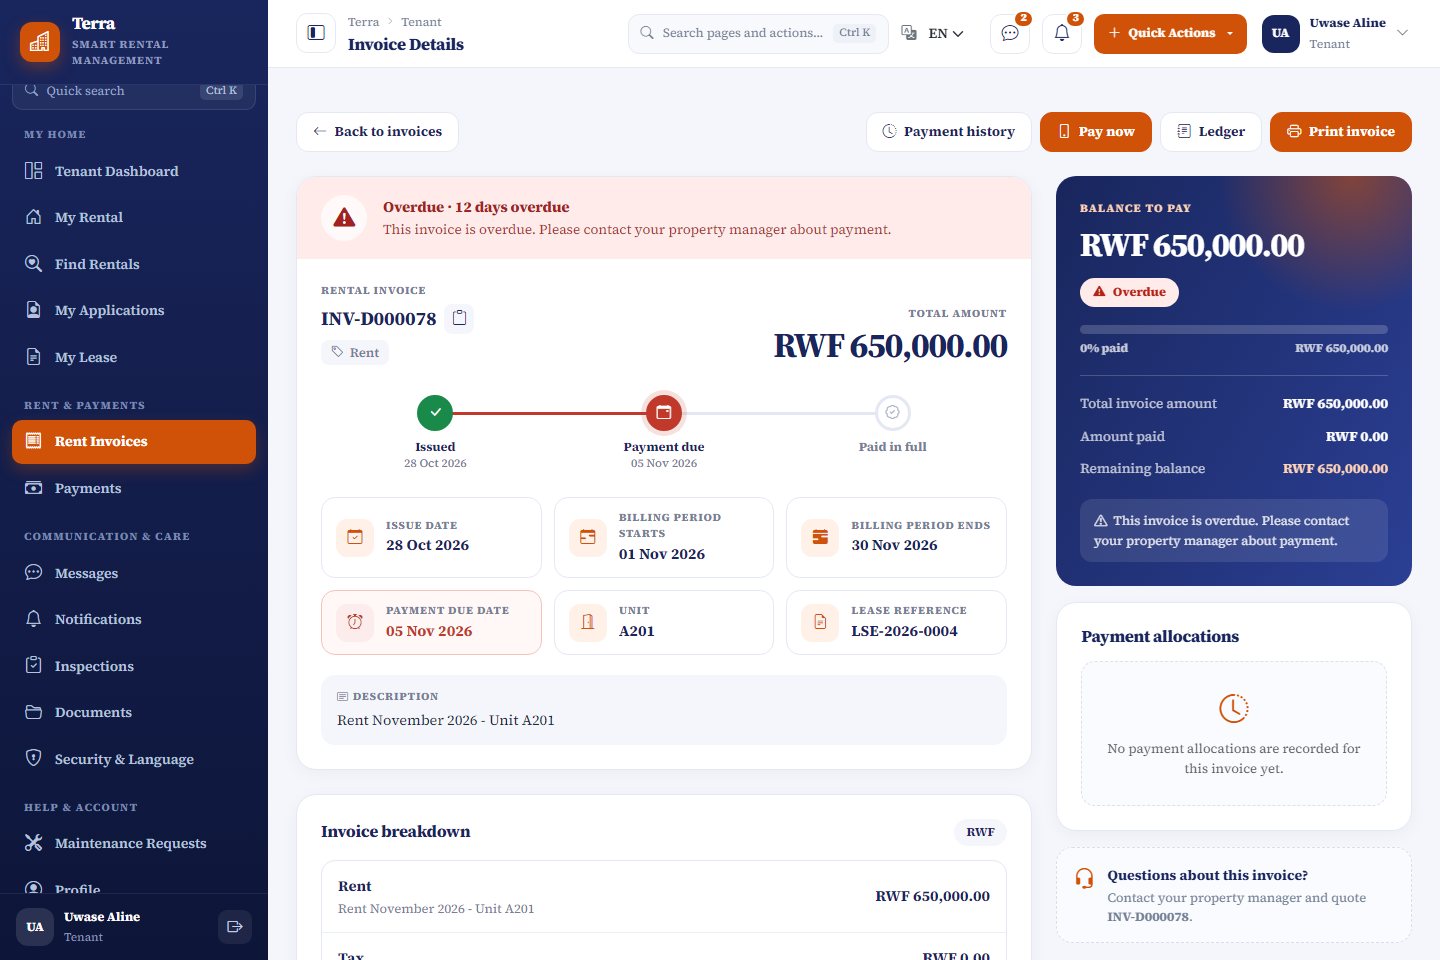 Terra
SMART RENTAL
MANAGEMENT
Quick search
Ctrl K
MY HOME
Tenant Dashboard
My Rental
Find Rentals
My Applications
My Lease
RENT & PAYMENTS
Rent Invoices
Payments
COMMUNICATION & CARE
Messages
Notifications
Inspections
Documents
Security & Language
HELP & ACCOUNT
Maintenance Requests
Profile
UA
Uwase Aline
Tenant
Terra > Tenant
Invoice Details
Search pages and actions...
Ctrl K
EN
2
3
Quick Actions
UA
Uwase Aline
Tenant
Back to invoices
Payment history
Pay now
Ledger
Print invoice
Overdue · 12 days overdue
This invoice is overdue. Please contact your property manager about payment.
RENTAL INVOICE
INV-D000078
Rent
TOTAL AMOUNT
RWF 650,000.00
Issued
28 Oct 2026
Payment due
05 Nov 2026
Paid in full
ISSUE DATE
28 Oct 2026
BILLING PERIOD
STARTS
01 Nov 2026
BILLING PERIOD ENDS
30 Nov 2026
PAYMENT DUE DATE
05 Nov 2026
UNIT
A201
LEASE REFERENCE
LSE-2026-0004
DESCRIPTION
Rent November 2026 - Unit A201
Invoice breakdown
RWF
Rent
Rent November 2026 - Unit A201
RWF 650,000.00
Tax
RWF 0.00
BALANCE TO PAY
RWF 650,000.00
Overdue
0% paid
RWF 650,000.00
Total invoice amount
RWF 650,000.00
Amount paid
RWF 0.00
Remaining balance
RWF 650,000.00
This invoice is overdue. Please contact
your property manager about payment.
Payment allocations
No payment allocations are recorded for
this invoice yet.
Questions about this invoice?
Contact your property manager and quote
INV-D000078.